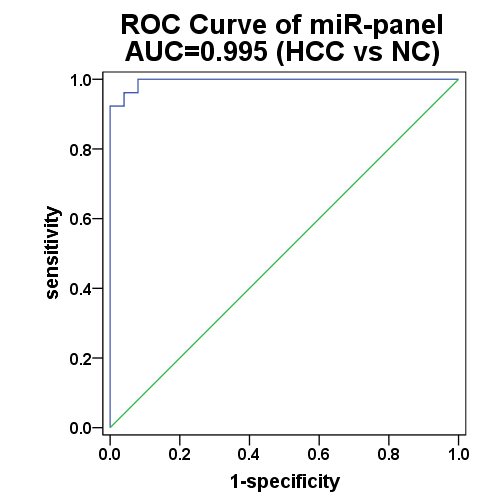 ROC Curve of miR-panel
AUC=0.995 (HCC vs NC)
1.0
0.8
0.6
0.4
0.2
0.0
sensitivity
0.0 0.2 0.4 0.6 0.8 1.0
1-specificity